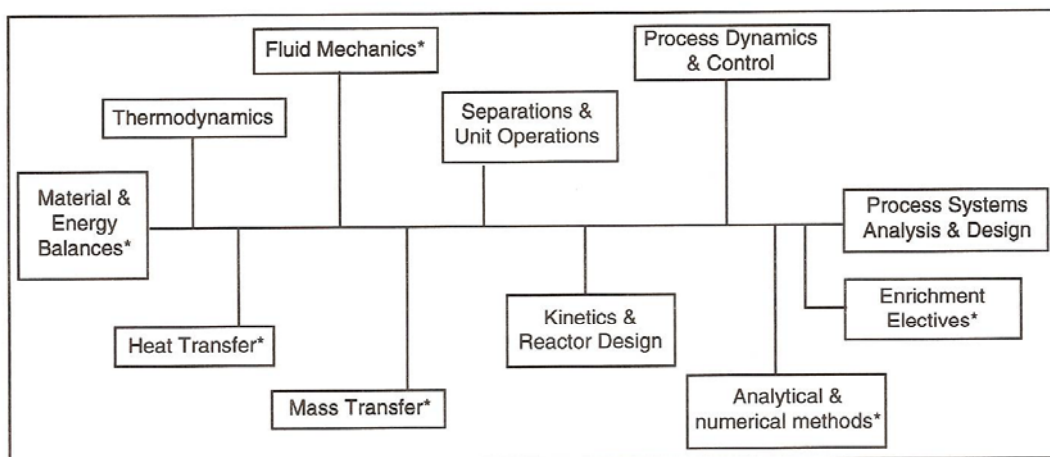 Fluid Mechanics*
Process Dynamics
& Control
Thermodynamics
Separations &
Unit Operations
Material &
Energy
Balances*
Process Systems
Analysis & Design
Enrichment
Electives*
Kinetics &
Reactor Design
Heat Transfer*
Mass Transfer*
Analytical &
numerical methods*